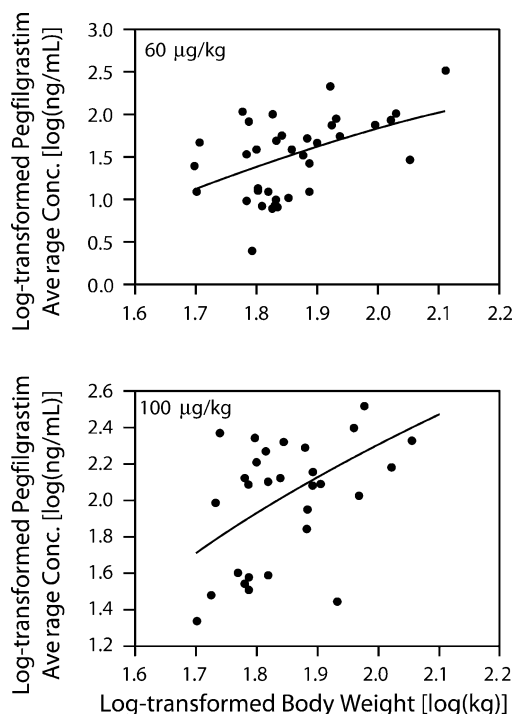 Log-transformed Pegfilgrastim
Average Conc. [log(ng/mL)]
3.0
60 μg/kg
2.5
2.0
1.5
1.0
0.5
0.0
1.6 1.7 1.8 1.9 2.0 2.1 2.2
Log-transformed Pegfilgrastim
Average Conc. [log(ng/mL)]
2.6
100 μg/kg
2.4
2.2
2.0
1.8
1.6
1.4
1.2
1.6 1.7 1.8 1.9 2.0 2.1 2.2
Log-transformed Body Weight [log(kg)]